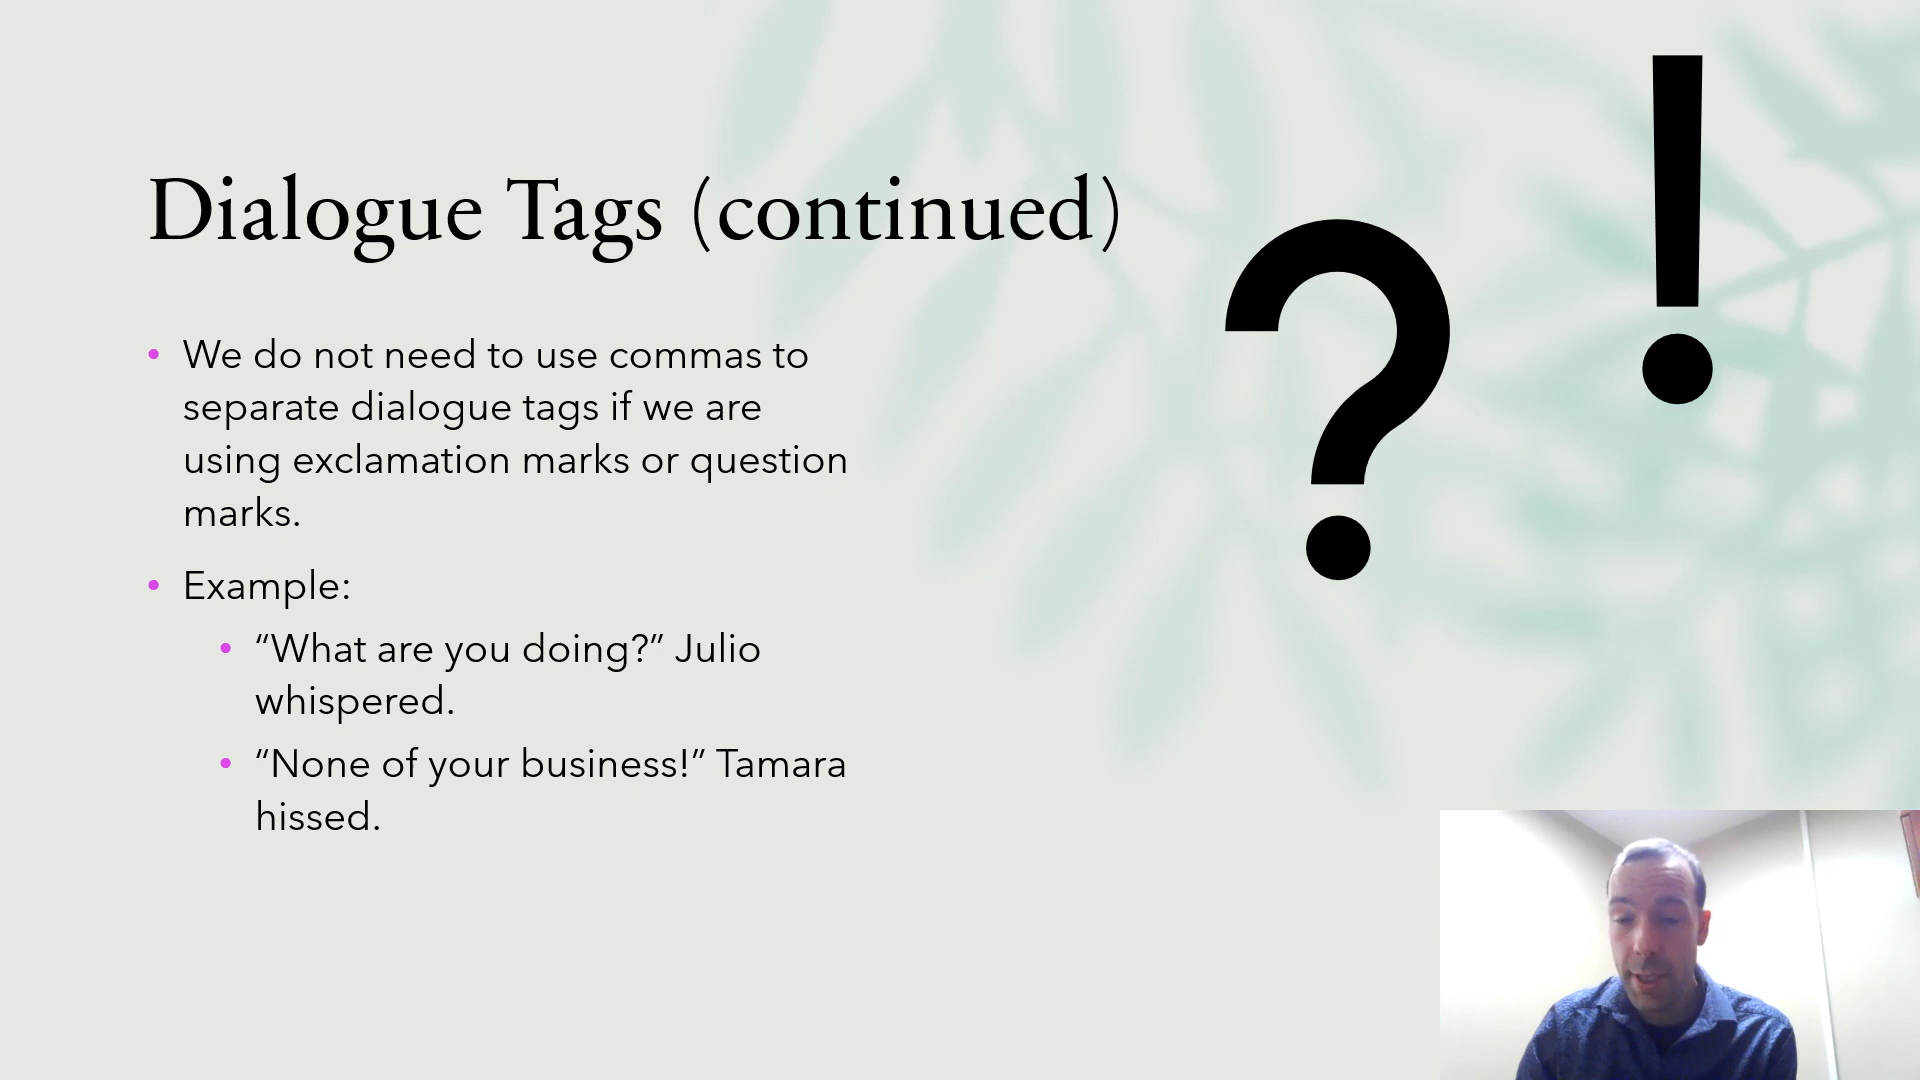 Dialogue Tags (continued)
• We do not need to use commas to
separate dialogue tags if we are
using exclamation marks or question
marks.
• Example:
• “What are you doing?” Julio
whispered.
• “None of your business!” Tamara
hissed.
?
!